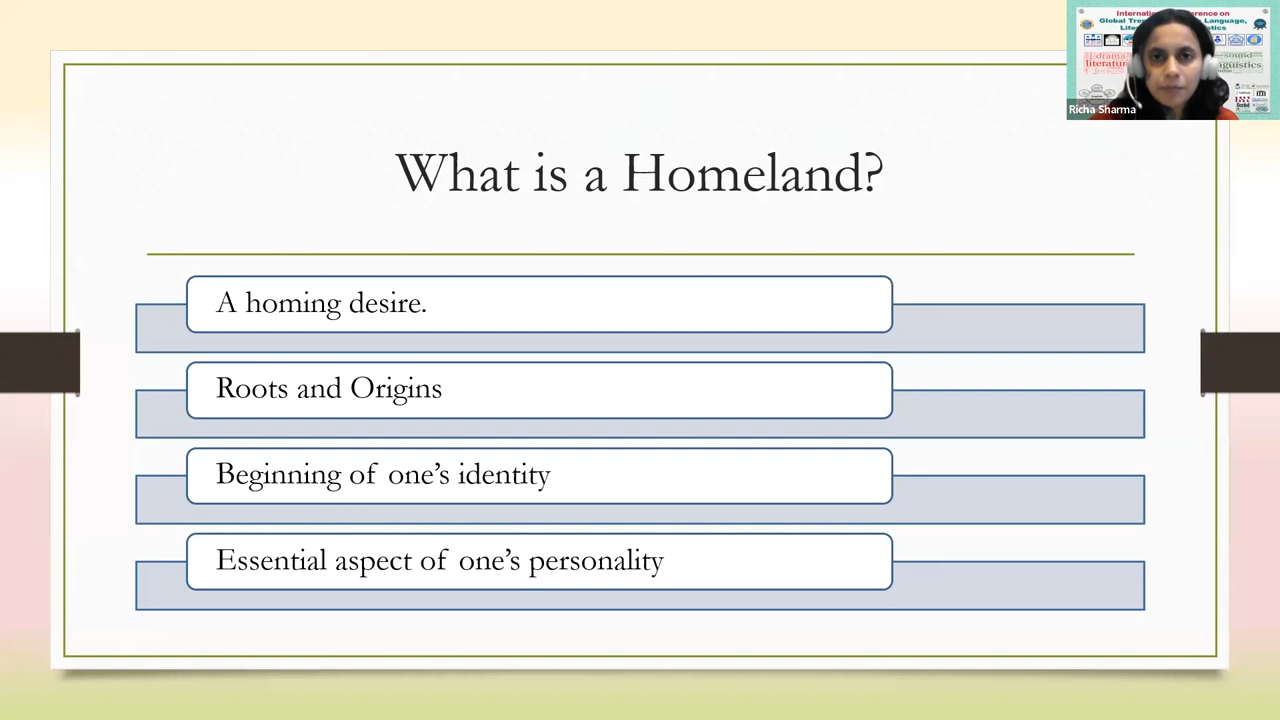 What is a Homeland?
A homing desire.
Roots and Origins
Beginning of one’s identity
Essential aspect of one’s personality
Richa Sharma